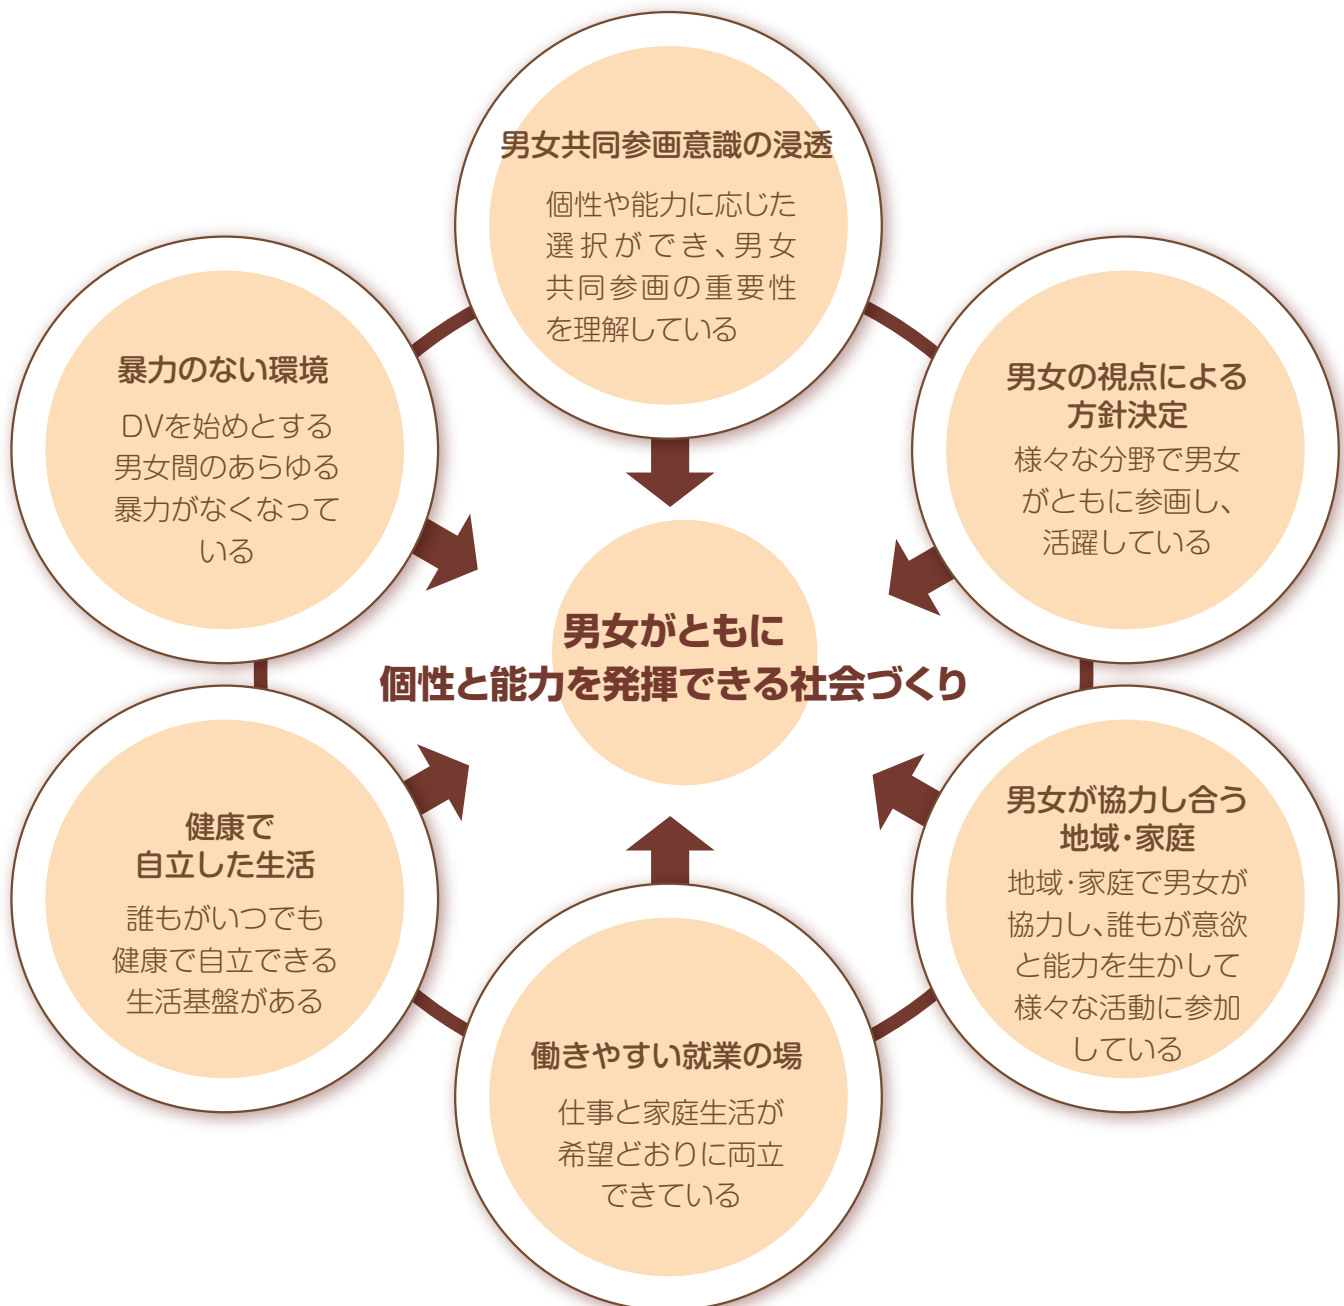 男女共同参画意識の浸透
個性や能力に応じた
選択ができ、男女
共同参画の重要性
を理解している
暴力のない環境
DVを始めとする
男女間のあらゆる
暴力がなくなって
いる
男女の視点による
方針決定
様々な分野で男女
がともに参画し、
活躍している
男女がともに
個性と能力を発揮できる社会づくり
健康で
自立した生活
誰もがいつでも
健康で自立できる
生活基盤がある
男女が協力し合う
地域・家庭
地域・家庭で男女が
協力し、誰もが意欲
と能力を生かして
様々な活動に参加
している
働きやすい就業の場
仕事と家庭生活が
希望どおりに両立
できている